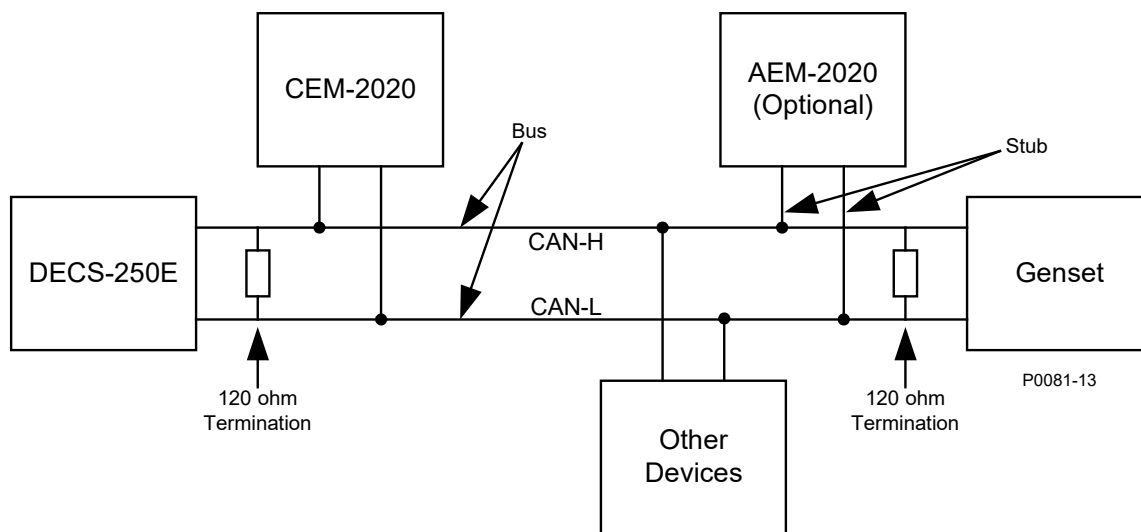 CEM-2020
AEM-2020
(Optional)
Bus
Stub
DECS-250E
CAN-H
CAN-L
Genset
120 ohm
Termination
Other
Devices
120 ohm
Termination
P0081-13